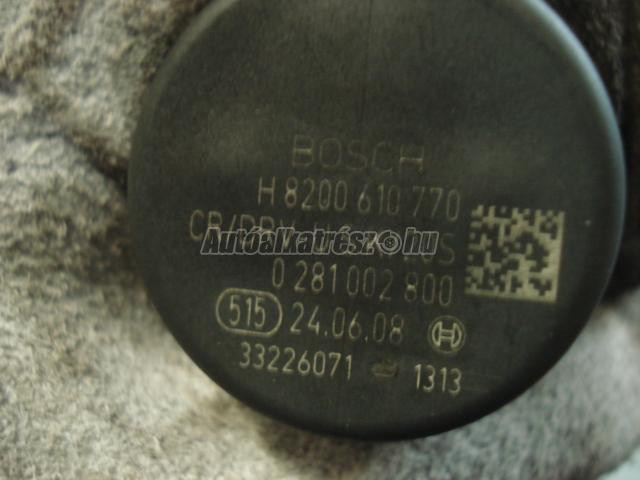 BOSCH
H 8200 610 770
Autóalkatrész.hu
0 281 002 800
515 24.06.08
33226071 1313